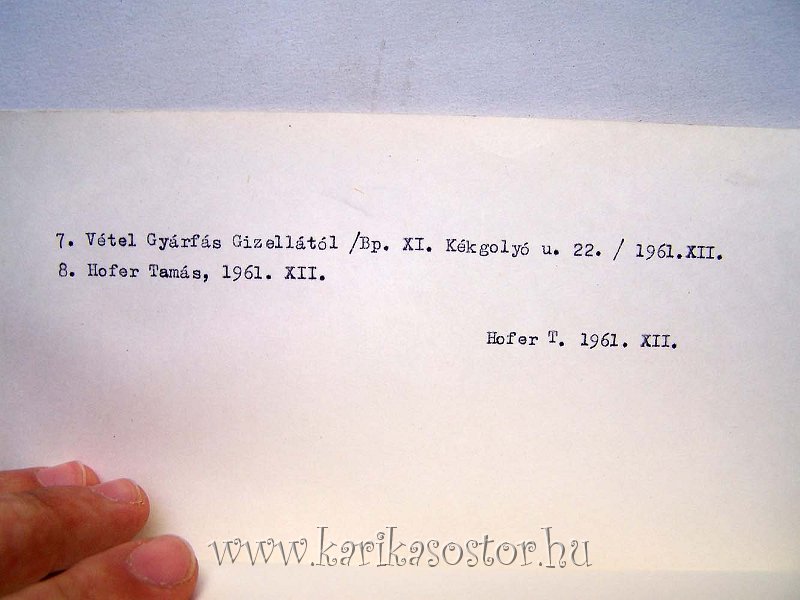 7. Vétel Gyárfás Gizellától /Bp. XI. Kékgolyó u. 22. / 1961.XII.
8. Hofer Tamás, 1961. XII.
Hofer T. 1961. XII.
www.karikasostor.hu